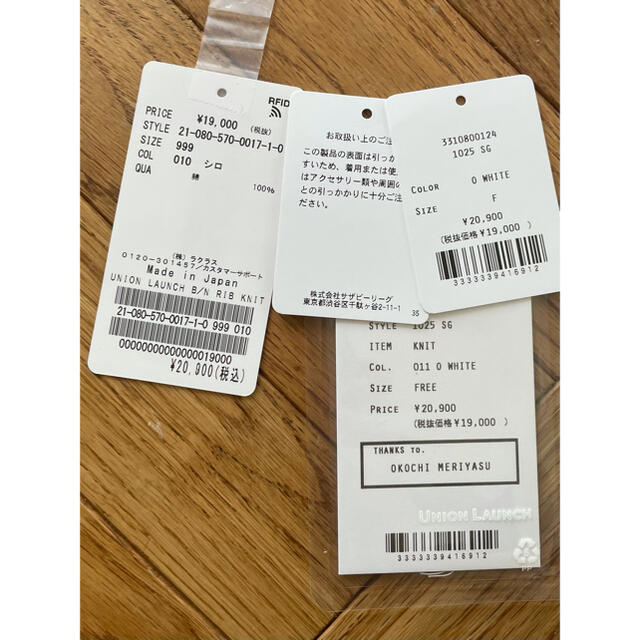 RFID
PRICE ¥19,000 (税抜)
STYLE 21-080-570-0017-1-0
SIZE 999
COL 010 シロ
QUA
綿 100%
(株) ラクラス
0120-301457/カスタマーサポート
Made in Japan
UNION LAUNCH B/N RIB KNIT
21-080-570-0017-1-0 999 010
00000000000000019000
¥20,900(税込)
お取扱い上のご注
この製品の表面は引っか
すいため、着用または使
はアクセサリー類や周囲の
との引っかかりに十分ご注
ださい。
株式会社サザビーリーグ
東京都渋谷区千駄ヶ谷2-11-1
35
3310800124
1025 SG
COLOR 0 WHITE
SIZE F
¥20,900
(税抜価格¥19,000)
3333339416912
STYLE 1025 SG
ITEM KNIT
COL. 011 0 WHITE
SIZE FREE
PRICE ¥20,900
(税抜価格¥19,000 )
THANKS TO.
OKOCHI MERIYASU
UNION LAUNCH
3333339416912
PP